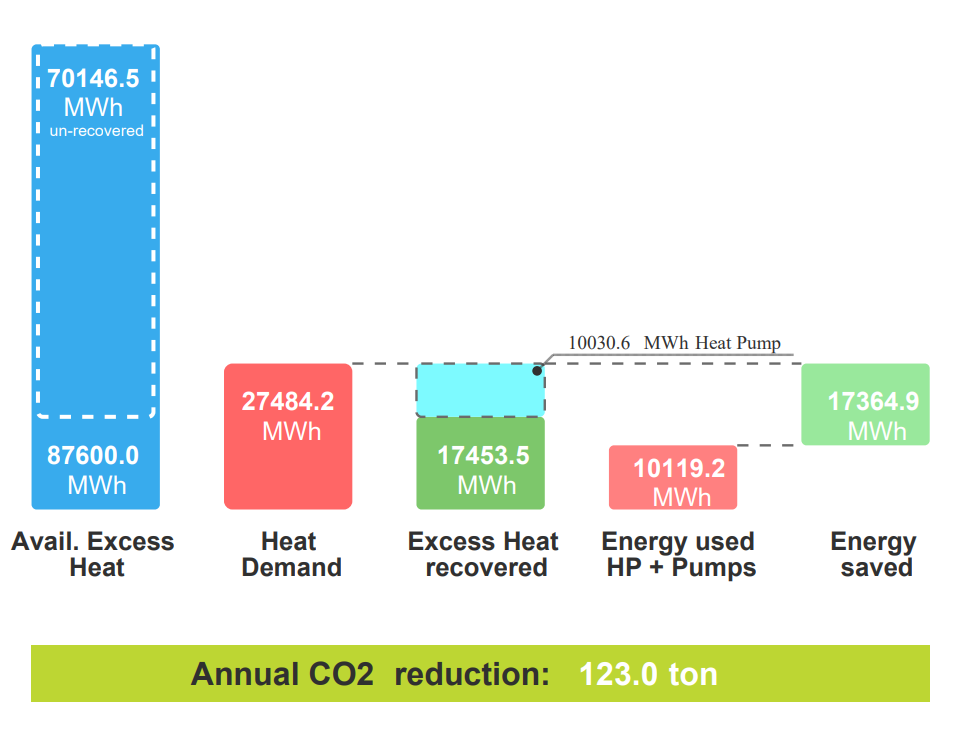 70146.5
MWh
un-recovered
87600.0
MWh
10030.6 MWh Heat Pump
27484.2
MWh
17453.5
MWh
10119.2
MWh
17364.9
MWh
Avail. Excess
Heat
Heat
Demand
Excess Heat
recovered
Energy used
HP + Pumps
Energy
saved
Annual CO2 reduction: 123.0 ton